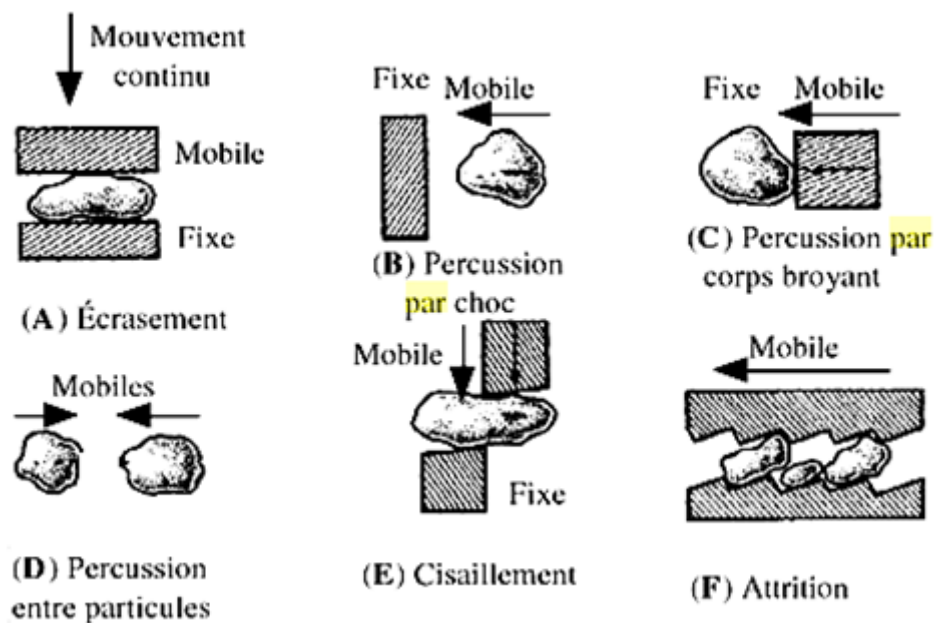 Mouvement
continu
Mobile
Fixe
(A) Écrasement
Fixe
Mobile
(B) Percussion
par choc
Fixe
Mobile
(C) Percussion par
corps broyant
Mobiles
(D) Percussion
entre particules
Mobile
Fixe
(E) Cisaillement
Mobile
(F) Attrition